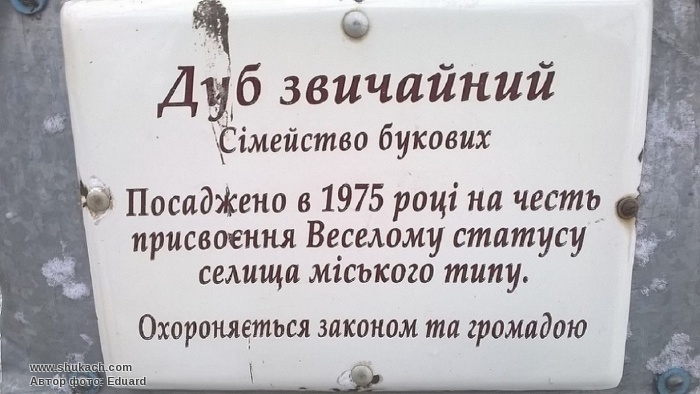 Дуб звичайний
Сімейство букових
Посаджено в 1975 році на честь
присвоєння Веселому статусу
селища міського типу.
Охороняється законом та громадою
www.shukach.com
Автор фото: Eduard